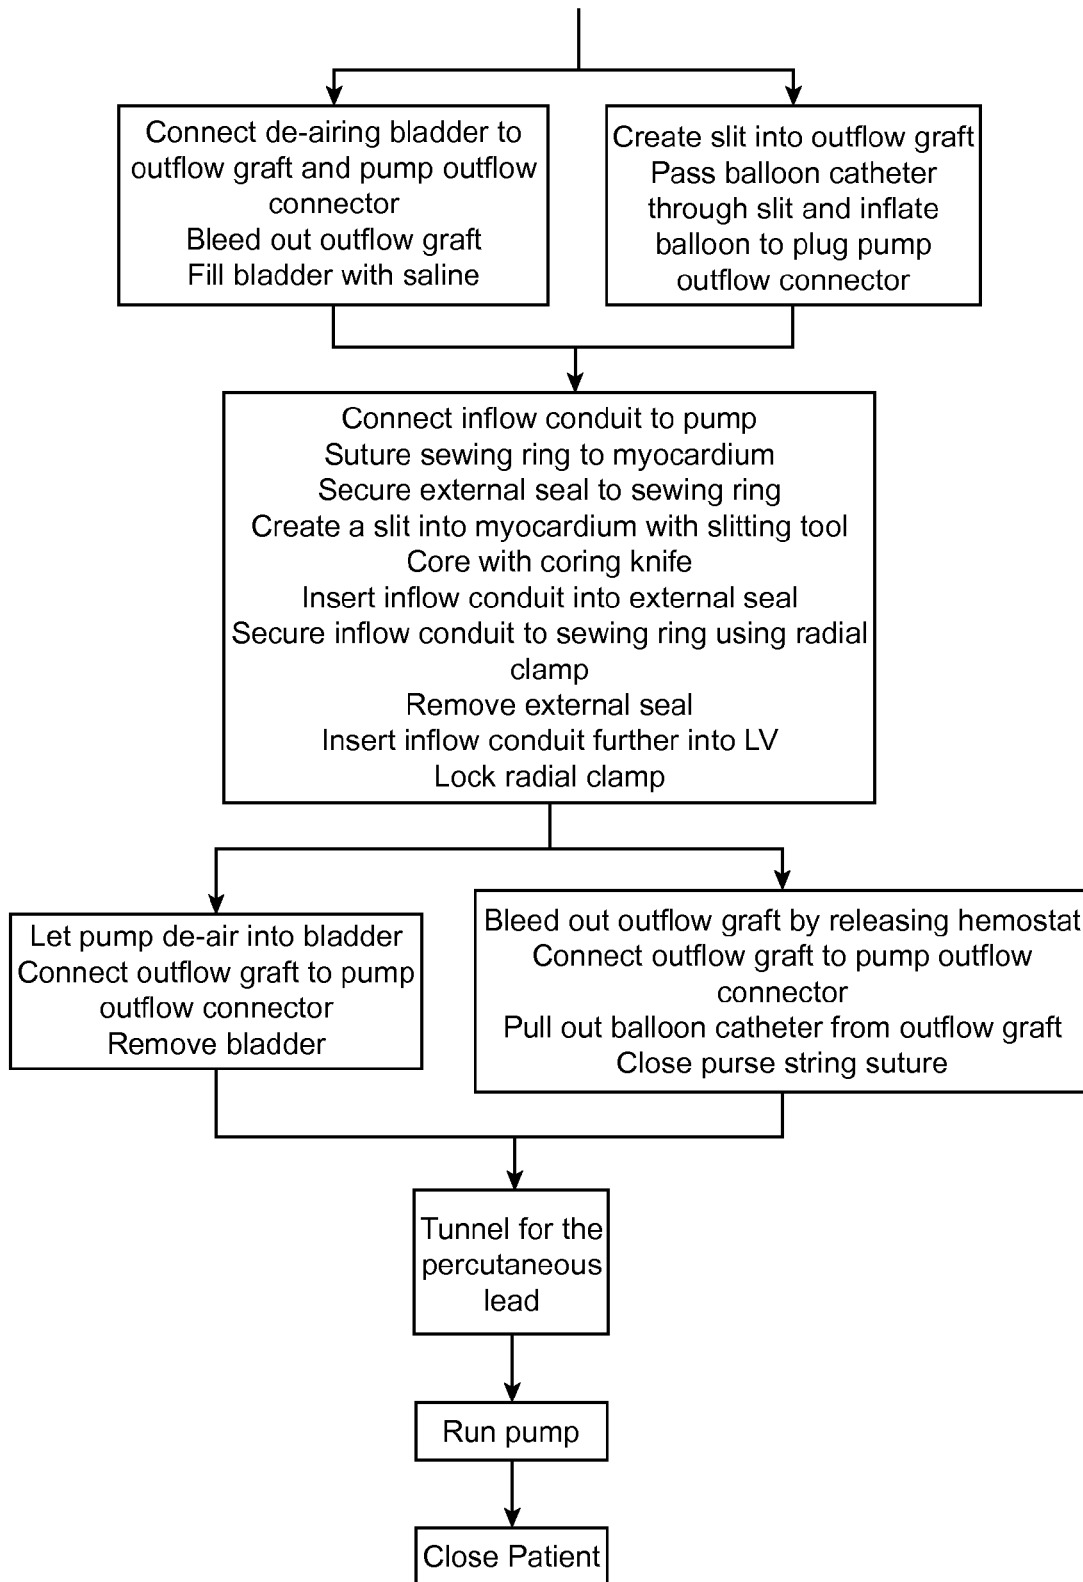 Connect de-airing bladder to
outflow graft and pump outflow
connector
Bleed out outflow graft
Fill bladder with saline
Create slit into outflow graft
Pass balloon catheter
through slit and inflate
balloon to plug pump
outflow connector
Connect inflow conduit to pump
Suture sewing ring to myocardium
Secure external seal to sewing ring
Create a slit into myocardium with slitting tool
Core with coring knife
Insert inflow conduit into external seal
Secure inflow conduit to sewing ring using radial
clamp
Remove external seal
Insert inflow conduit further into LV
Lock radial clamp
Let pump de-air into bladder
Connect outflow graft to pump
outflow connector
Remove bladder
Bleed out outflow graft by releasing hemostat
Connect outflow graft to pump outflow
connector
Pull out balloon catheter from outflow graft
Close purse string suture
Tunnel for the
percutaneous
lead
Run pump
Close Patient